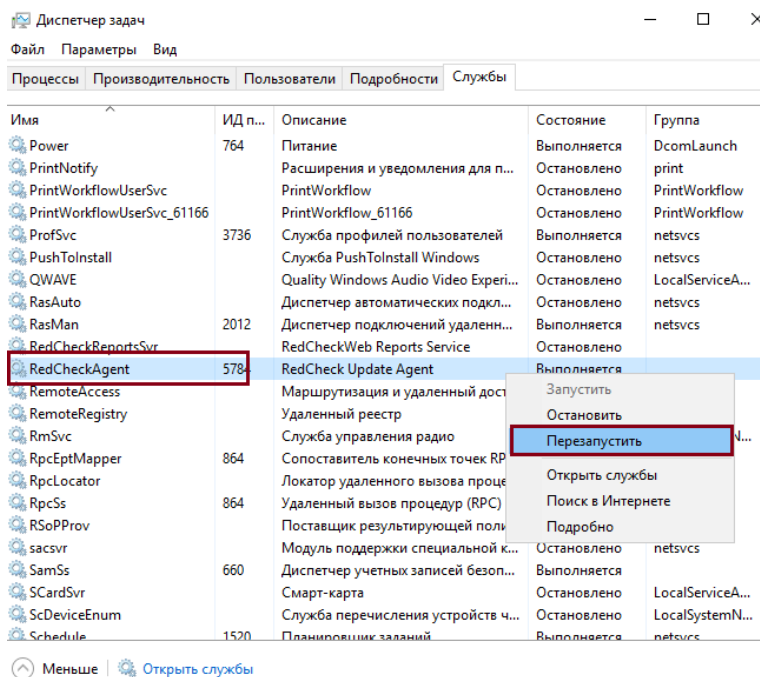 Диспетчер задач
Файл Параметры Вид
Процессы Производительность Пользователи Подробности Службы
Имя ИД п... Описание Состояние Группа
Power 764 Питание Выполняется DcomLaunch
PrintNotify Расширения и уведомления для п... Остановлено print
PrintWorkflowUserSvc PrintWorkflow Остановлено PrintWorkflow
PrintWorkflowUserSvc_61166 PrintWorkflow_61166 Остановлено PrintWorkflow
ProfSvc 3736 Служба профилей пользователей Выполняется netsvcs
PushToInstall Служба PushToInstall Windows Остановлено netsvcs
QWAVE Quality Windows Audio Video Experi... Остановлено LocalServiceA...
RasAuto Диспетчер автоматических подкл... Остановлено netsvcs
RasMan 2012 Диспетчер подключений удаленн... Выполняется netsvcs
RedCheckReportsSvr RedCheckWeb Reports Service Остановлено
RedCheckAgent 5784 RedCheck Update Agent Выполняется
RemoteAccess Маршрутизация и удаленный дост
Запустить
RemoteRegistry Удаленный реестр
Остановить
RmSvc Служба управления радио
Перезапустить
RpcEptMapper 864 Сопоставитель конечных точек RP
Открыть службы
RpcLocator Локатор удаленного вызова проце
RpcSs 864 Удаленный вызов процедур (RPC)
Поиск в Интернете
RSoPProv Поставщик результирующей поли
Подробно
sacsvr Модуль поддержки специальной к... Остановлено netsvcs
SamSs 660 Диспетчер учетных записей безоп... Выполняется
SCardSvr Смарт-карта Остановлено LocalServiceA...
ScDeviceEnum Служба перечисления устройств ч... Остановлено LocalSystemN...
Schedule 1520 Планировщик заданий Выполняется netsvcs
Меньше Открыть службы